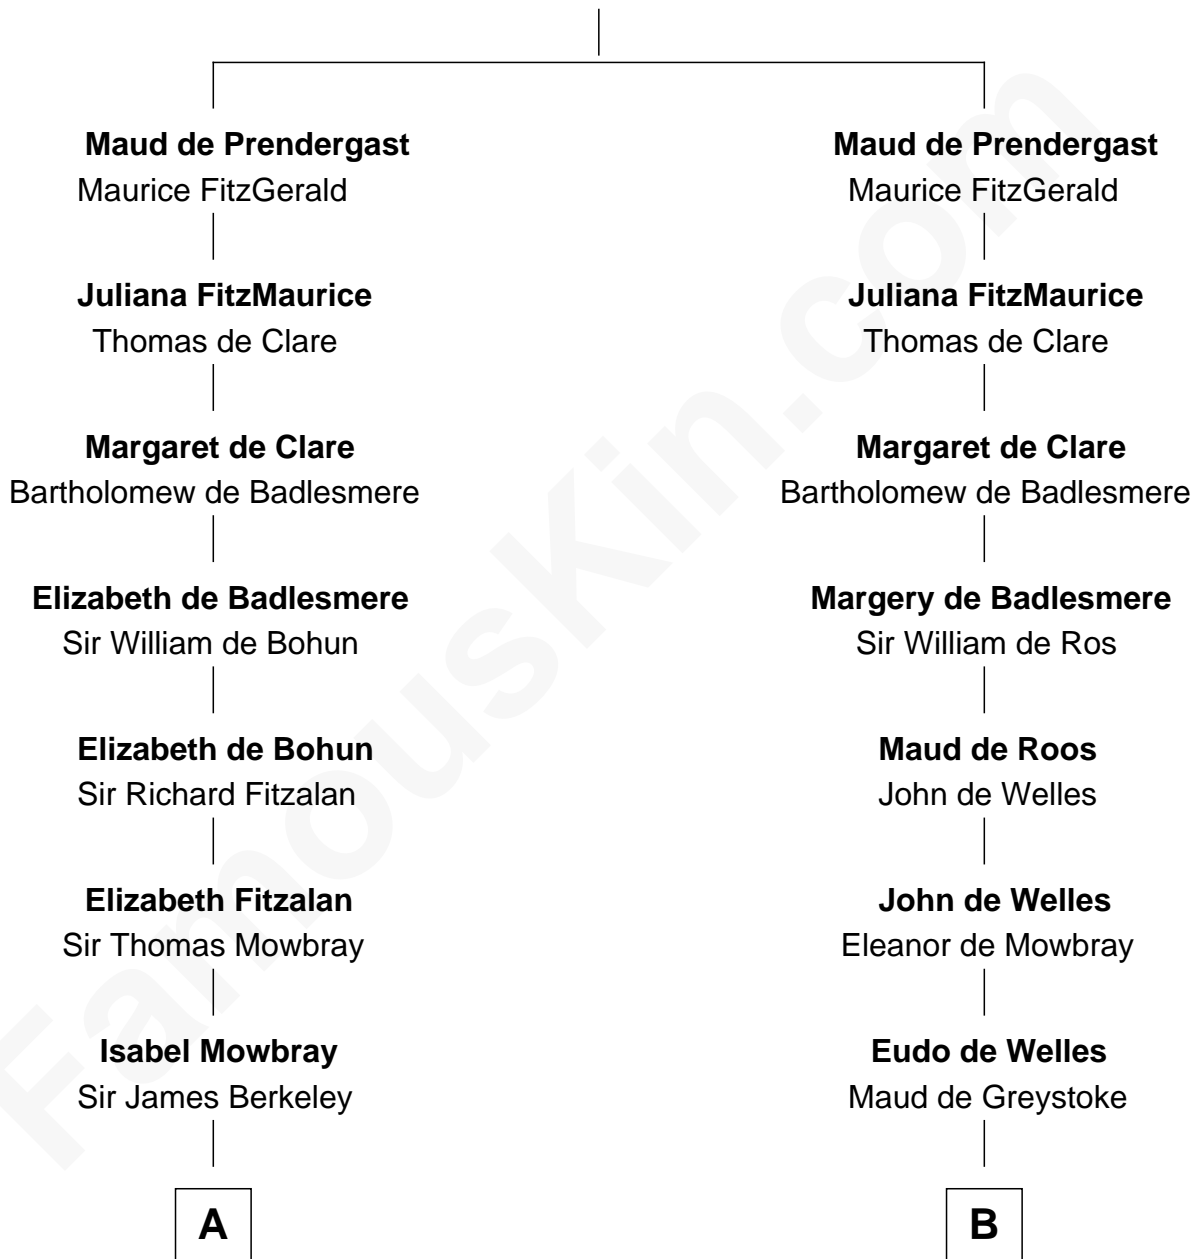 Maud de Prendergast
Maurice FitzGerald
Juliana FitzMaurice
Thomas de Clare
Margaret de Clare
Bartholomew de Badlesmere
Elizabeth de Badlesmere
Sir William de Bohun
Elizabeth de Bohun
Sir Richard Fitzalan
Elizabeth Fitzalan
Sir Thomas Mowbray
Isabel Mowbray
Sir James Berkeley
A
Maud de Prendergast
Maurice FitzGerald
Juliana FitzMaurice
Thomas de Clare
Margaret de Clare
Bartholomew de Badlesmere
Margery de Badlesmere
Sir William de Ros
Maud de Roos
John de Welles
John de Welles
Eleanor de Mowbray
Eudo de Welles
Maud de Greystoke
B
FamousKin.com